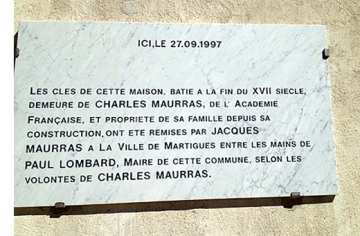 ICI,LE 27.09.1997
LES CLES DE CETTE MAISON, BATIE A LA FIN DU XVII SIECLE,
DEMEURE DE CHARLES MAURRAS, DE L' ACADEMIE
FRANÇAISE, ET PROPRIETE DE SA FAMILLE DEPUIS SA
CONSTRUCTION, ONT ETE REMISES PAR JACQUES
MAURRAS A LA VILLE DE MARTIGUES ENTRE LES MAINS DE
PAUL LOMBARD, MAIRE DE CETTE COMMUNE, SELON LES
VOLONTES DE CHARLES MAURRAS.